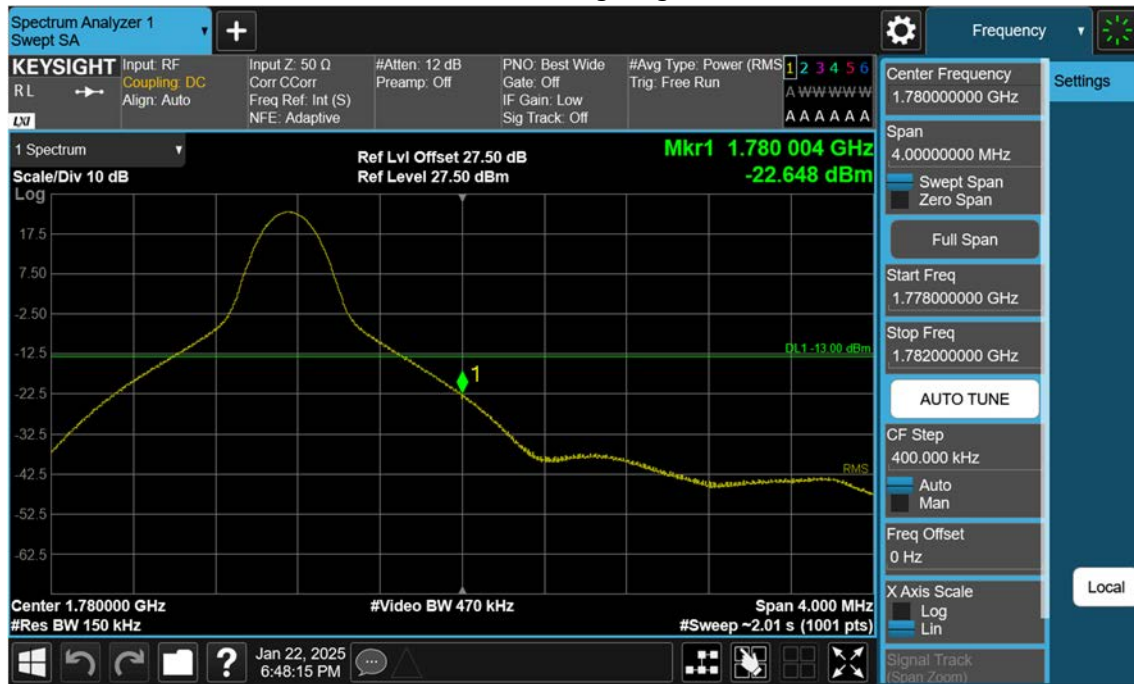 Spectrum Analyzer 1
Swept SA
+
Frequency
KEYSIGHT
RL
LXI
Input: RF
Coupling: DC
Align: Auto
Input Z: 50 Ω
Corr CCorr
Freq Ref: Int (S)
NFE: Adaptive
#Atten: 12 dB
Preamp: Off
PNO: Best Wide
Gate: Off
IF Gain: Low
Sig Track: Off
#Avg Type: Power (RMS
Trig: Free Run
1 2 3 4 5 6
A W W W W W
A A A A A A
1 Spectrum
Scale/Div 10 dB
Log
Ref Lvl Offset 27.50 dB
Ref Level 27.50 dBm
Mkr1 1.780 004 GHz
-22.648 dBm
17.5
7.50
-2.50
-12.5
-22.5
-32.5
-42.5
-52.5
-62.5
DL1 -13.00 dBm
1
RMS
Center 1.780000 GHz
#Res BW 150 kHz
#Video BW 470 kHz
Span 4.000 MHz
#Sweep ~2.01 s (1001 pts)
Center Frequency
1.780000000 GHz
Span
4.00000000 MHz
Swept Span
Zero Span
Full Span
Start Freq
1.778000000 GHz
Stop Freq
1.782000000 GHz
AUTO TUNE
CF Step
400.000 kHz
Auto
Man
Freq Offset
0 Hz
X Axis Scale
Log
Lin
Signal Track
(Span Zoom)
Settings
Local
?
Jan 22, 2025
6:48:15 PM